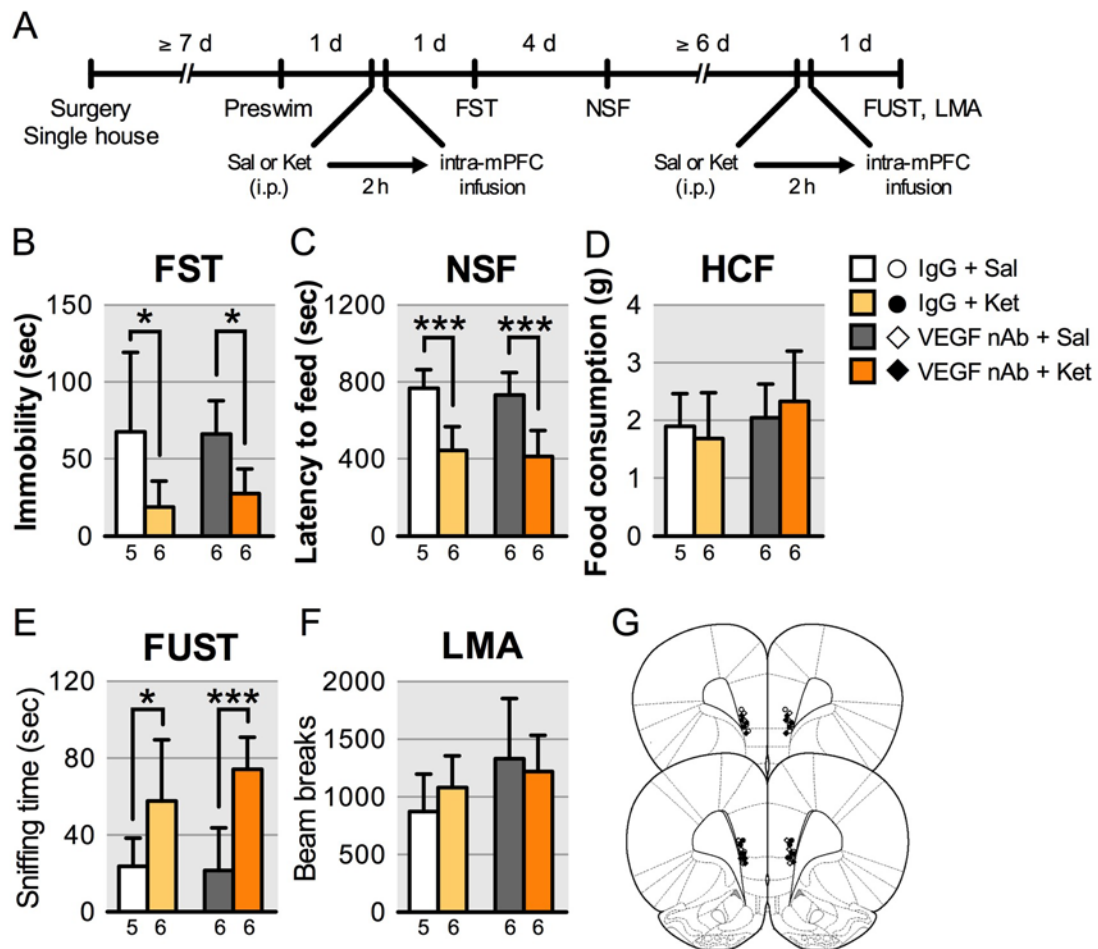 A
≥ 7 d 1 d 1 d 4 d ≥ 6 d 1 d
Surgery
Single house
Preswim
FST
NSF
FUST, LMA
Sal or Ket
(i.p.)
2 h
intra-mPFC
infusion
Sal or Ket
(i.p.)
2 h
intra-mPFC
infusion
B
FST
Immobility (sec)
150
100
50
0
* *
5 6 6 6
C
NSF
Latency to feed (sec)
1200
800
400
0
*** ***
5 6 6 6
D
HCF
Food consumption (g)
4
3
2
1
0
5 6 6 6
IgG + Sal
IgG + Ket
VEGF nAb + Sal
VEGF nAb + Ket
E
FUST
Sniffing time (sec)
120
80
40
0
* ***
5 6 6 6
F
LMA
Beam breaks
2000
1500
1000
500
0
5 6 6 6
G